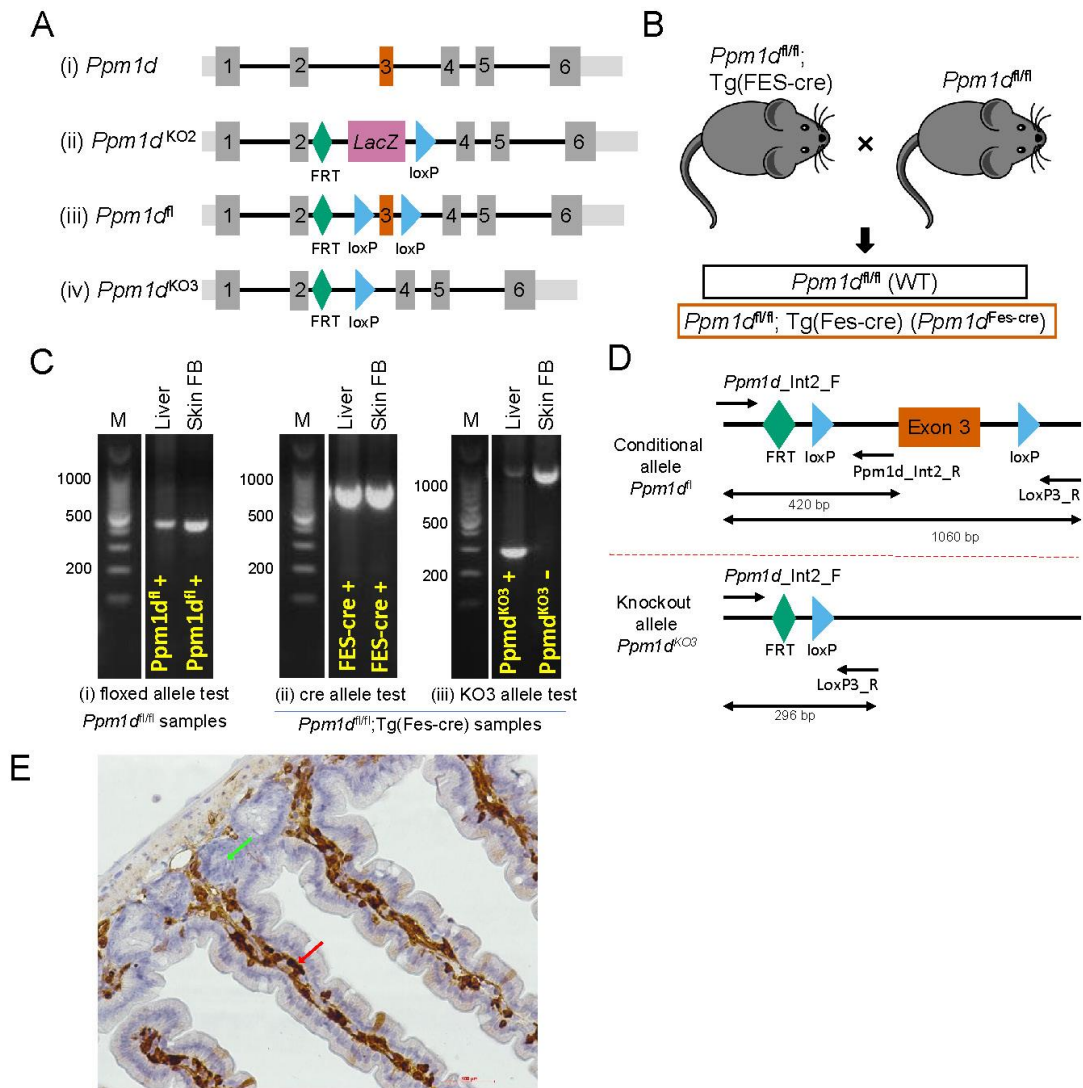 A
(i) Ppm1d
1 2 3 4 5 6
(ii) Ppm1d KO2
1 2 LacZ 4 5 6
FRT loxP
(iii) Ppm1d fl
1 2 3 4 5 6
FRT loxP loxP
(iv) Ppm1d KO3
1 2 4 5 6
FRT loxP
B
Ppm1d fl/fl;
Tg(FES-cre)
Ppm1d fl/fl
×
Ppm1d fl/fl (WT)
Ppm1d fl/fl; Tg(Fes-cre) (Ppm1d Fes-cre)
C
M Liver Skin FB
1000
500
200
Ppm1d fl +
Ppm1d fl +
(i) floxed allele test
Ppm1d fl/fl samples
M Liver Skin FB
1000
500
200
FES-cre +
FES-cre +
(ii) cre allele test
M Liver Skin FB
1000
500
200
Ppmd KO3 +
Ppmd KO3 −
(iii) KO3 allele test
Ppm1d fl/fl;Tg(Fes-cre) samples
D
Ppm1d_Int2_F
Conditional
allele
Ppm1d fl
Exon 3
FRT loxP loxP
Ppm1d_Int2_R
LoxP3_R
420 bp
1060 bp
Ppm1d_Int2_F
Knockout
allele
Ppm1d KO3
FRT loxP
LoxP3_R
296 bp
E